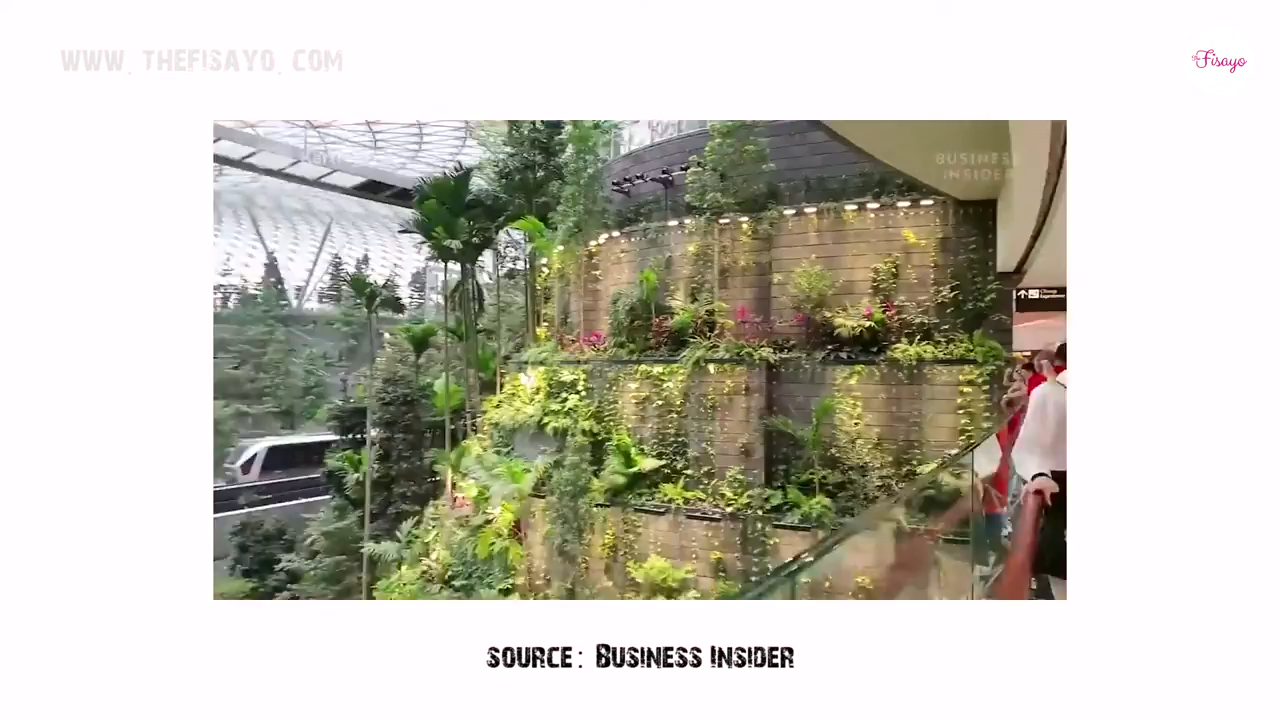 WWW. THEFISAYO. COM
Fisayo
BUSINESS
INSIDER
SOURCE: BUSINESS INSIDER